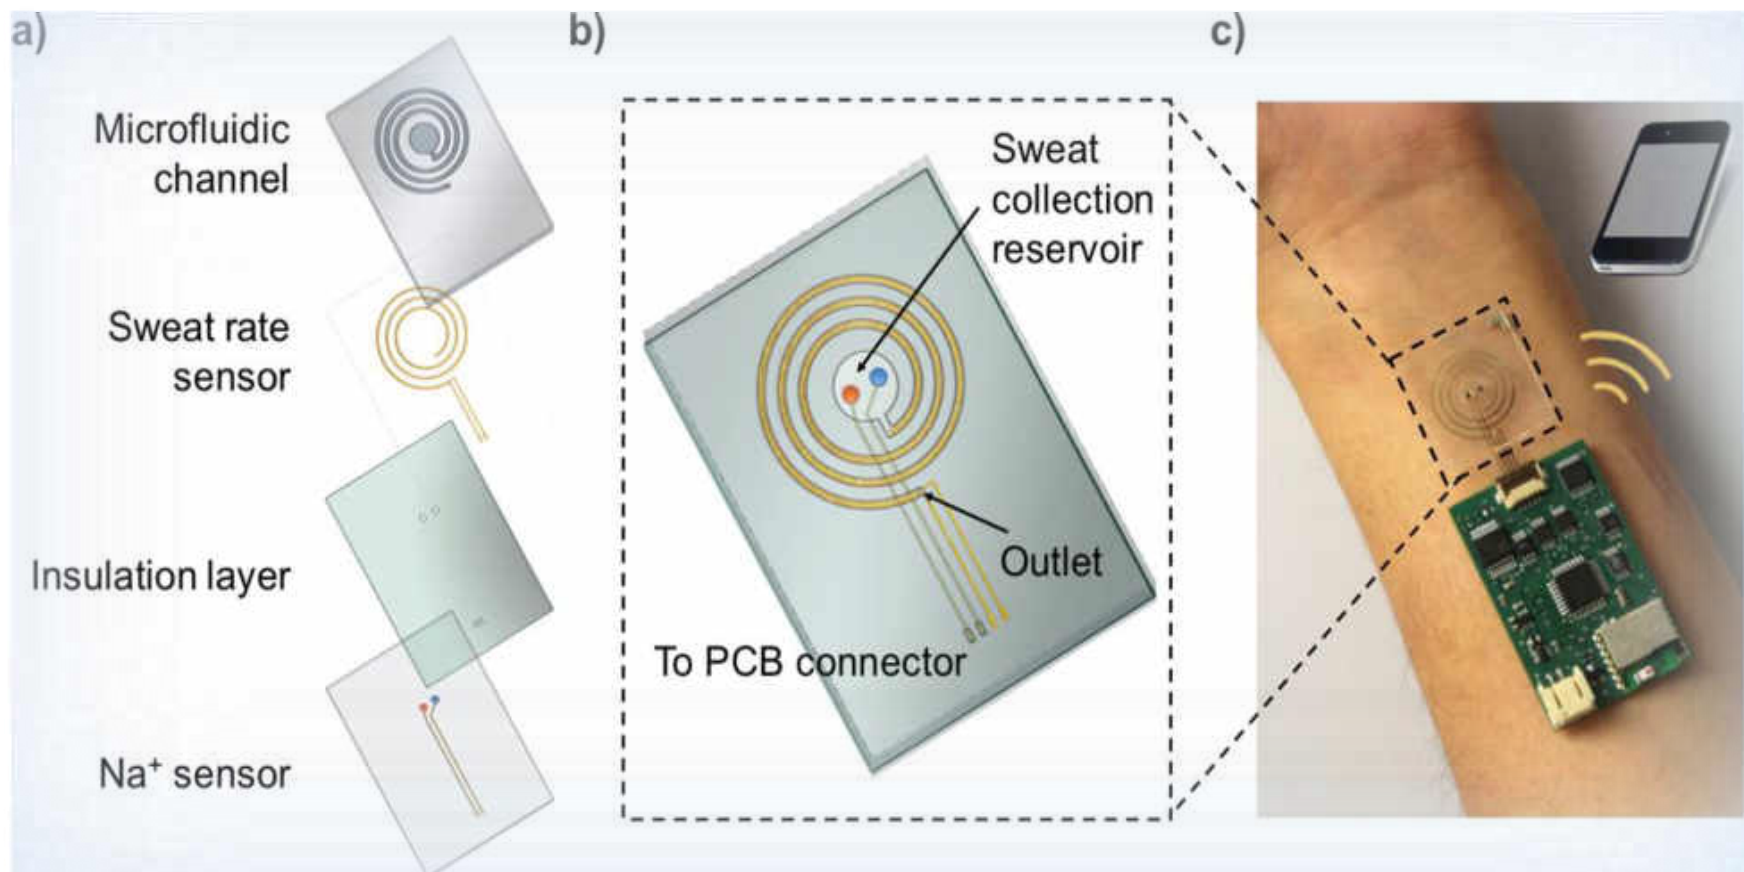 a)
Microfluidic
channel
Sweat rate
sensor
Insulation layer
Na⁺ sensor
b)
Sweat
collection
reservoir
Outlet
To PCB connector
c)